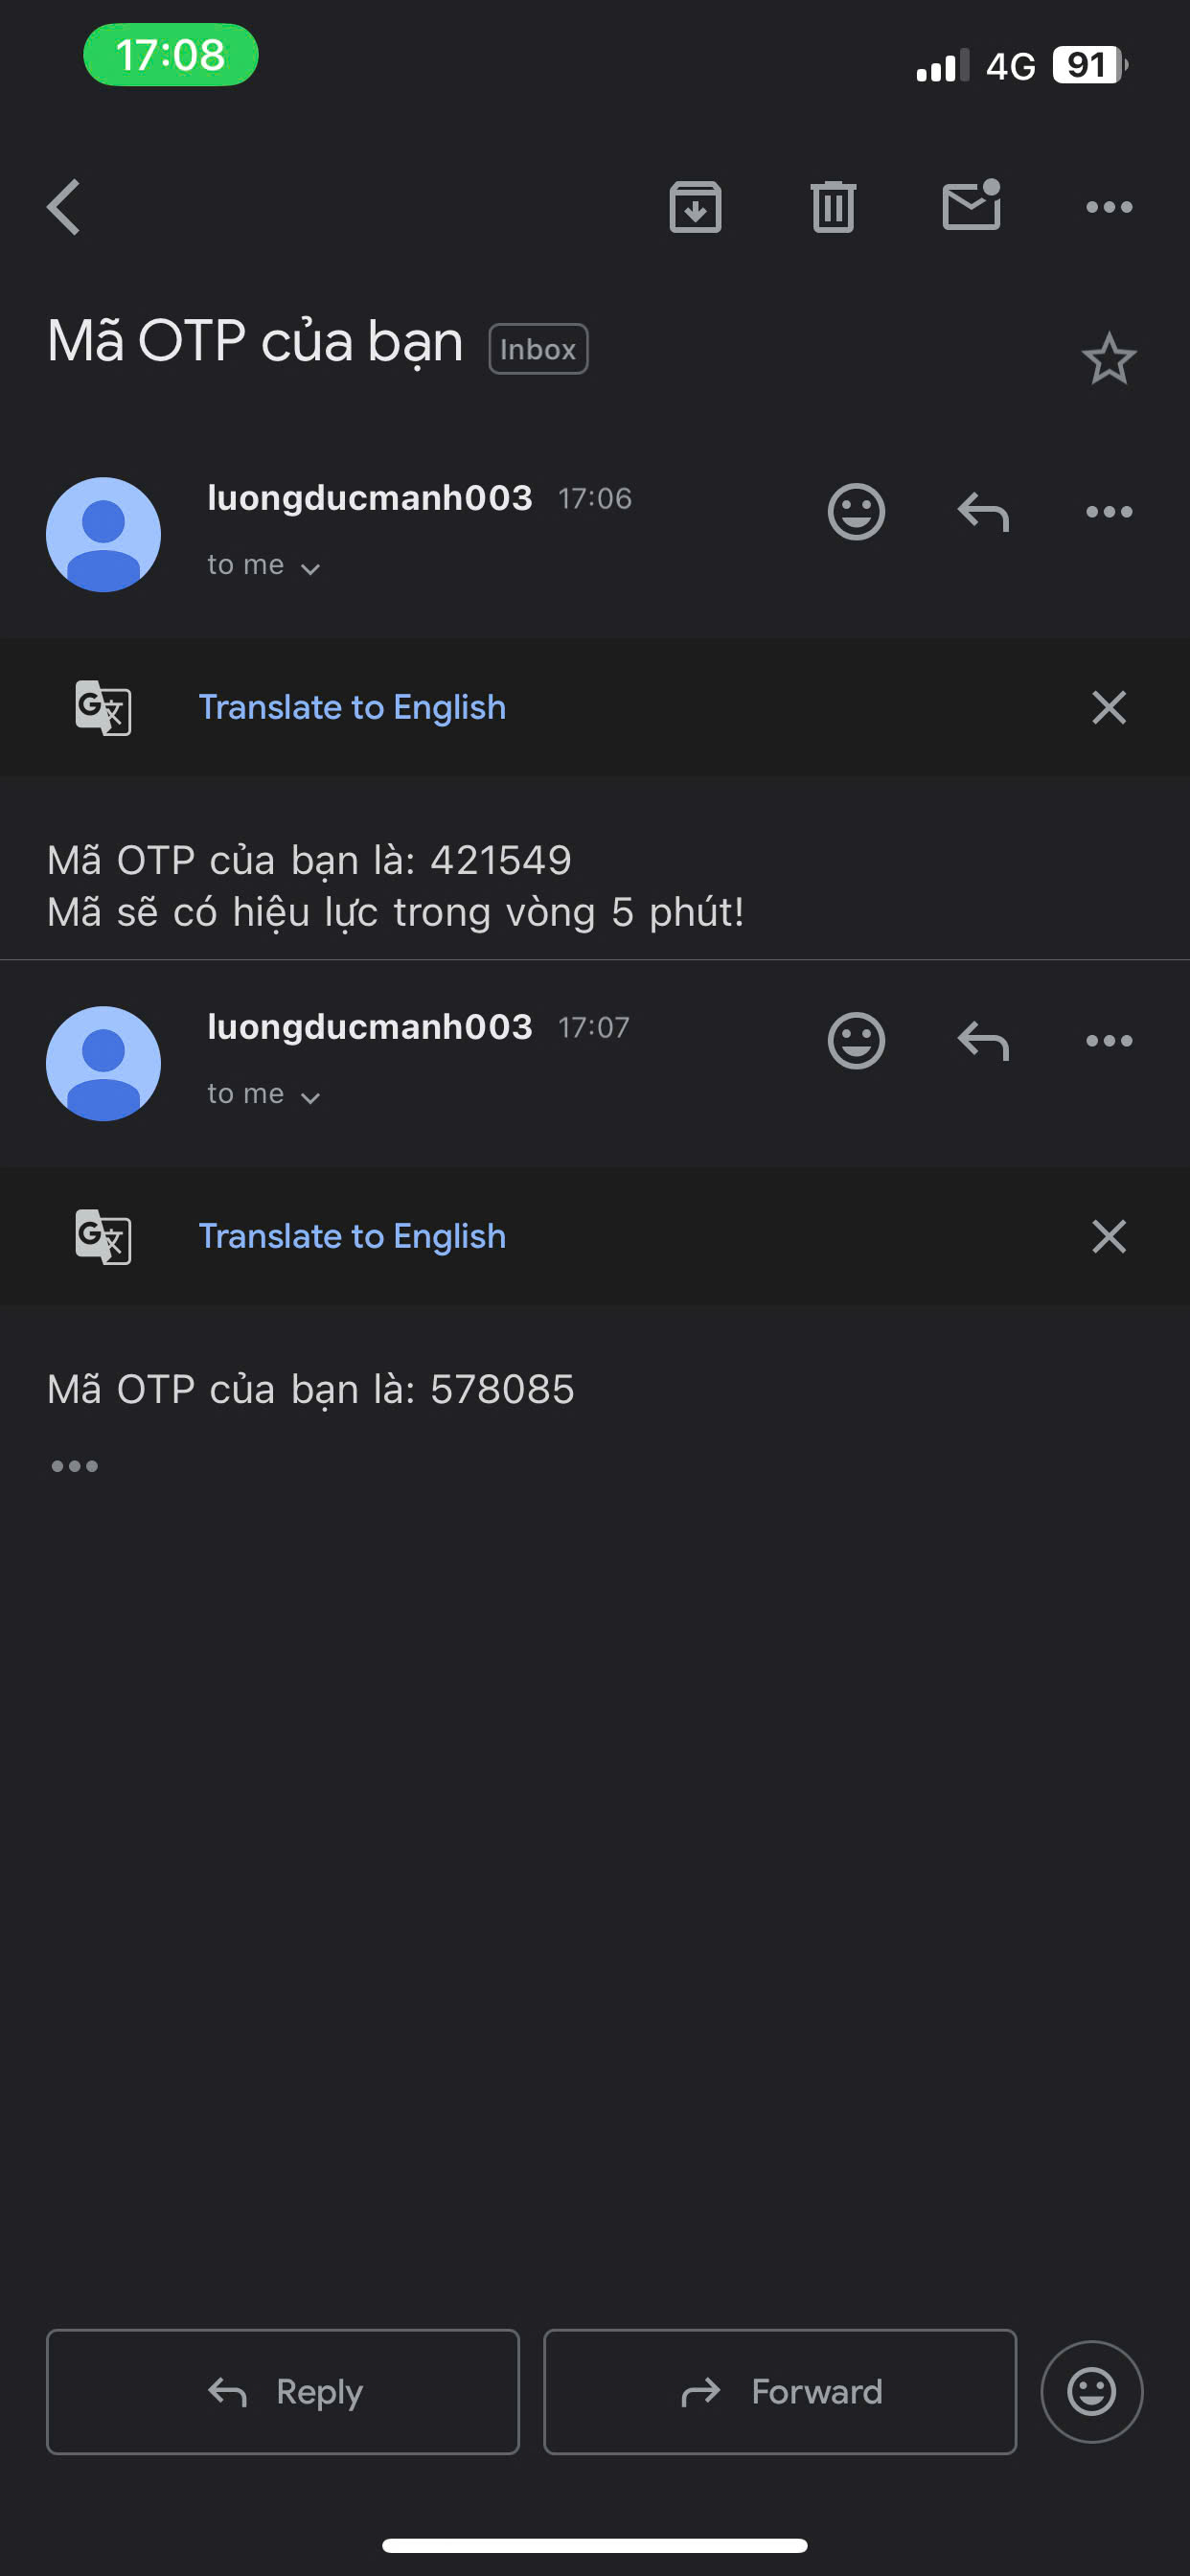 17:08
4G 91
Mã OTP của bạn Inbox
luongducmanh003 17:06
to me
Translate to English
Mã OTP của bạn là: 421549
Mã sẽ có hiệu lực trong vòng 5 phút!
luongducmanh003 17:07
to me
Translate to English
Mã OTP của bạn là: 578085
Reply
Forward